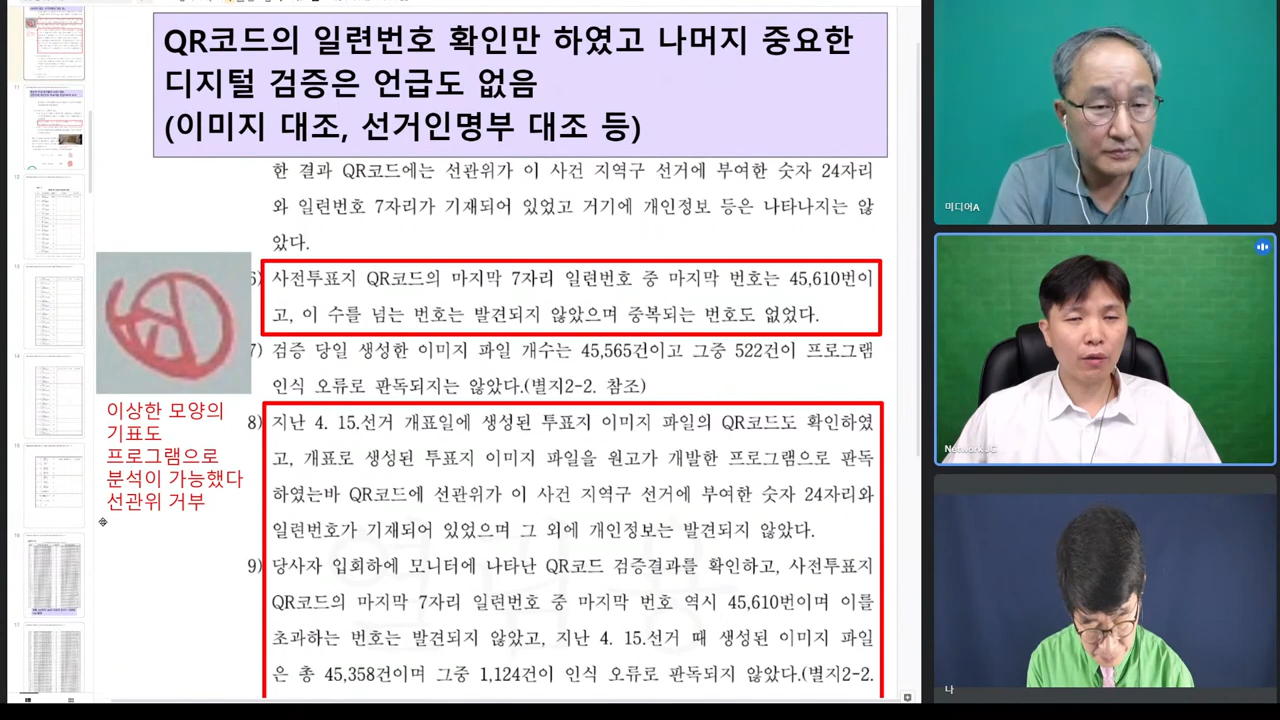 QR코드의 일련번호 확인만 하였고 나머지 중요한
디지털 검증은 언급도 없음
(이미지 대조, 선거인명부 대조 등)
한 결과 QR코드에는 선관위가 이 사건 지역구 선거에 부여한 숫자 24자리
와 일련번호 7자리가 기재되어 있었고 거기에 개인정보 등은 나타나지는 않
았다.
6) 사전투표지 QR코드의 마지막 7자리 일련번호 중 마지막 번호는 45,610번이
고, 이 수를 넘는 번호는 발견되지 않았으며 중복되는 번호도 없었다.
7) 검증 당일 생성한 이미지 파일 개수는 45,565건이고 그중 건이 프로그램
인식 오류로 판독되지는 않았다.(별지2-2. 참조)
8) 지난 4. 15.선거 개표일에 생성된 투표지 이미지 파일의 QR코드도 확인하였
고, 개표로 생성된 투표지 이미지 파일을 원고가 개발한 프로그램으로 판독
하였는바 QR코드에 선관위가 이 사건 지역구 선거에 부여한 숫자 24자리와
일련번호가 기재되어 있었으며 그 외에 개인정보는 발견되지 않았다.
9) 당사자 입회하에 모니터에 나타난 QR코드 검증결과를 확인하고, 사전투표지
QR코드의 마지막 7자리 일련번호 중 마지막 번호 역시 45,610번이며 이를
초과하는 번호는 발견되지 않았고, 지난 4. 15.선거 때 생성된 이미지 파일
은 총 45,358건이며 그중 1,124건이 인식 오류로 판독되지 않았다.(별지2-2.
이상한 모양의
기표도
프로그램으로
분석이 가능했다
선관위 거부
11
12
13
14
15
16
17
미디어A
나